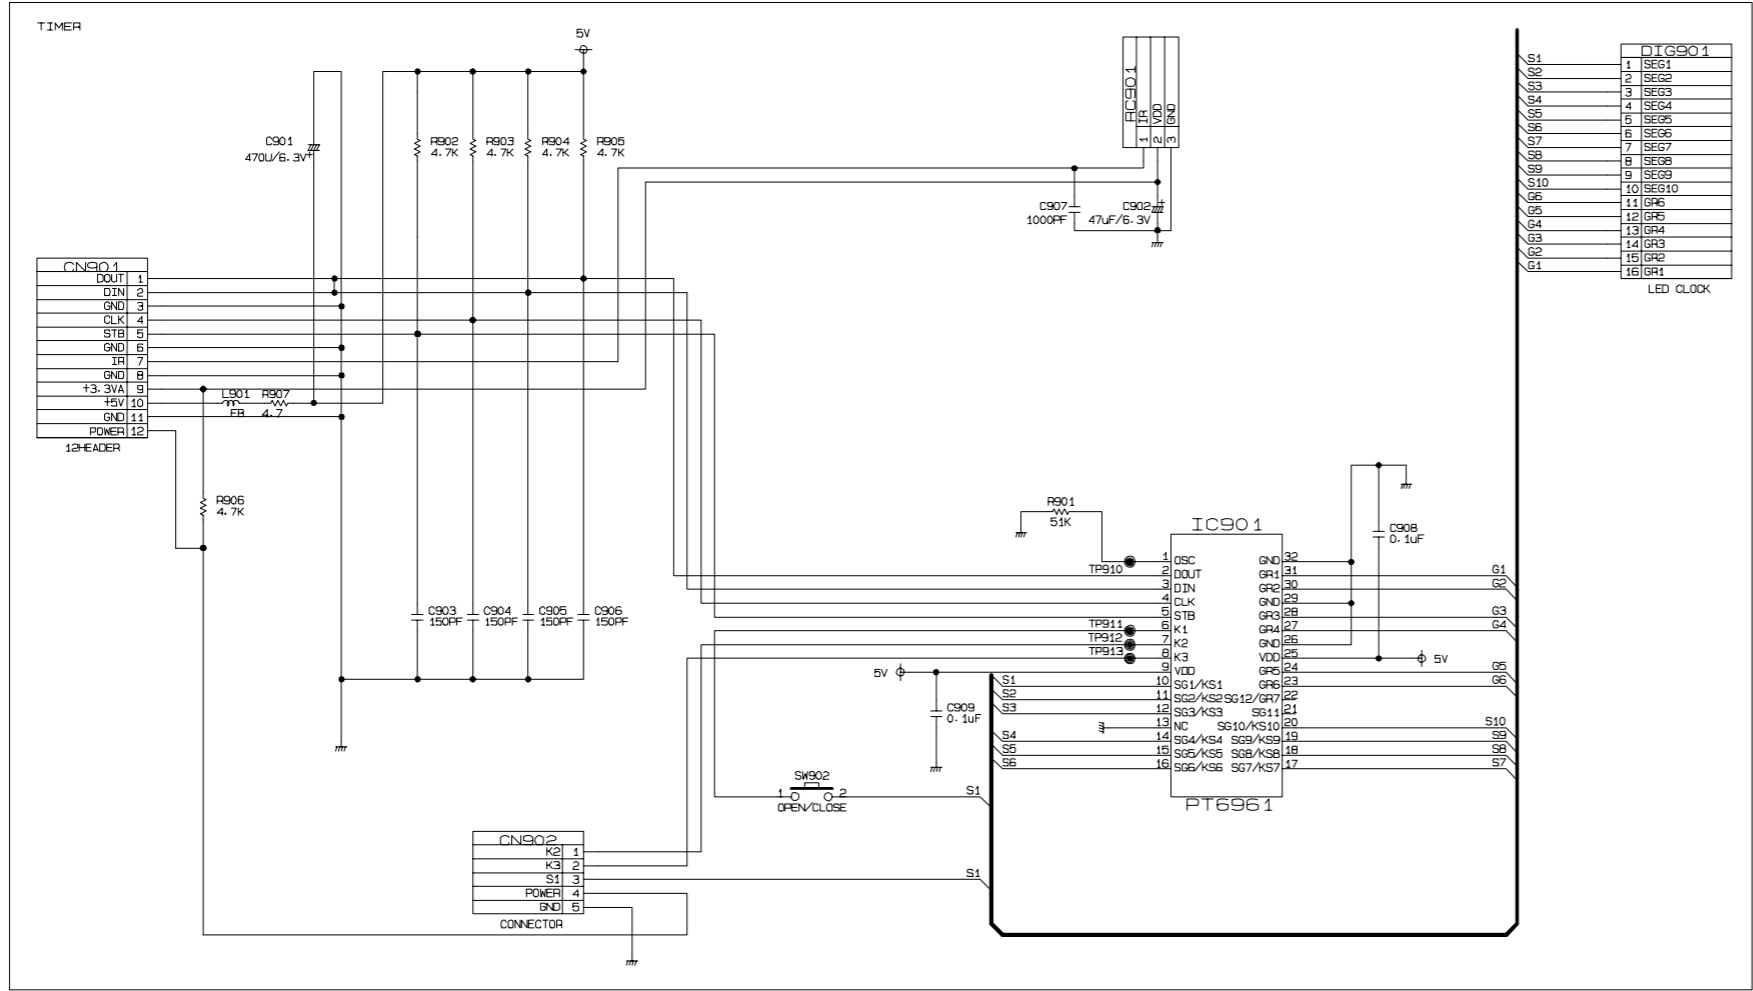 TIMER
5V
C901
470U/6.3V
+
R902
4.7K
R903
4.7K
R904
4.7K
R905
4.7K
RC901
IR
VDD
GND
1
2
3
C907
1000PF
C902
+
47uF/6.3V
S1
S2
S3
S4
S5
S6
S7
S8
S9
S10
G6
G5
G4
G3
G2
G1
DIG901
1 SEG1
2 SEG2
3 SEG3
4 SEG4
5 SEG5
6 SEG6
7 SEG7
8 SEG8
9 SEG9
10 SEG10
11 GR6
12 GR5
13 GR4
14 GR3
15 GR2
16 GR1
LED CLOCK
CN901
DOUT 1
DIN 2
GND 3
CLK 4
STB 5
GND 6
IR 7
GND 8
+3.3VA 9
+5V 10
GND 11
POWER 12
12HEADER
L901
FB
R907
4.7
R906
4.7K
C903
150PF
C904
150PF
C905
150PF
C906
150PF
R901
51K
IC901
C908
0.1uF
TP910
TP911
TP912
TP913
1 OSC
2 DOUT
3 DIN
4 CLK
5 STB
6 K1
7 K2
8 K3
9 VDD
10 SG1/KS1
11 SG2/KS2
12 SG3/KS3
13 NC
14 SG4/KS4
15 SG5/KS5
16 SG6/KS6
GND 32
GR1 31
GR2 30
GND 29
GR3 28
GR4 27
GND 26
VDD 25
GR5 24
GR6 23
SG12/GR7 22
SG11 21
SG10/KS10 20
SG9/KS9 19
SG8/KS8 18
SG7/KS7 17
PT6961
G1
G2
G3
G4
5V
G5
G6
S10
S9
S8
S7
5V
C909
0.1uF
S1
S2
S3
S4
S5
S6
SW902
1 2
OPEN/CLOSE
S1
CN902
K2 1
K3 2
S1 3
POWER 4
GND 5
CONNECTOR
S1